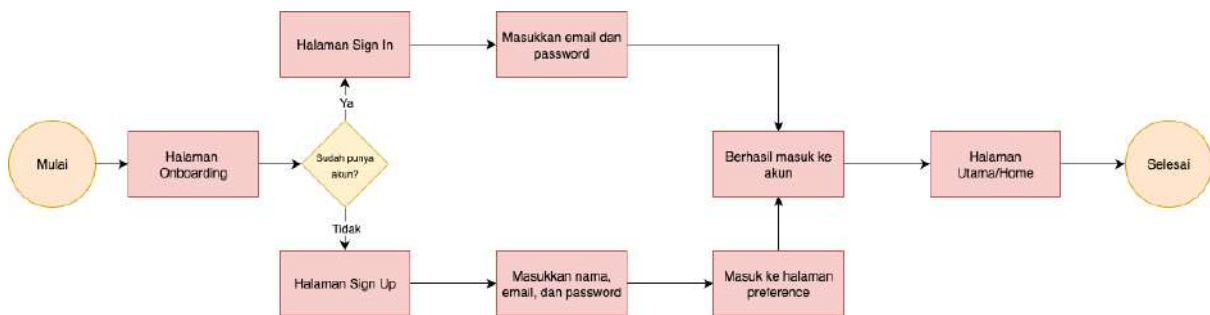 Halaman Sign In
Masukkan email dan
password
Ya
Mulai
Halaman
Onboarding
Sudah punya
akun?
Berhasil masuk ke
akun
Halaman
Utama/Home
Selesai
Tidak
Halaman Sign Up
Masukkan nama,
email, dan password
Masuk ke halaman
preference